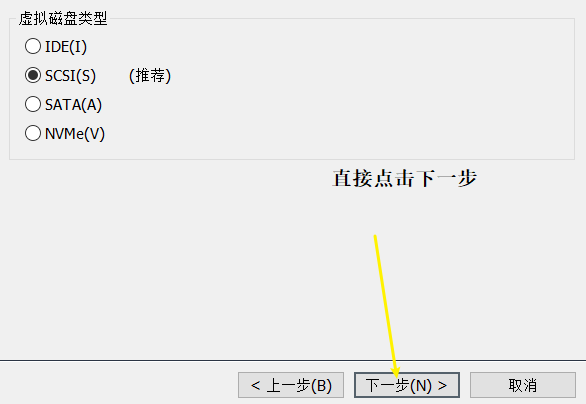 虚拟磁盘类型
IDE(I)
SCSI(S) (推荐)
SATA(A)
NVMe(V)
直接点击下一步
< 上一步(B) 下一步(N) > 取消